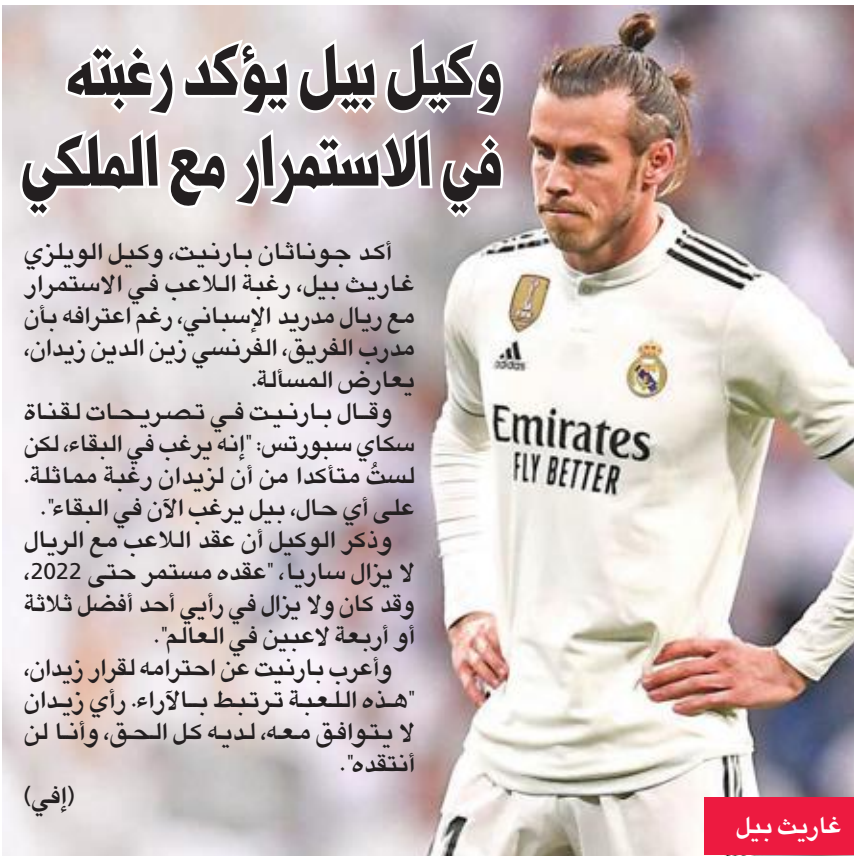 وكيل بيل يؤكد رغبته
في الاستمرار مع الملكي
أكد جوناثان بارنيت، وكيل الويلزي
غاريث بيل، رغبة اللاعب في الاستمرار
مع ريال مدريد الإسباني، رغم اعترافه بأن
مدرب الفريق، الفرنسي زين الدين زيدان،
يعارض المسألة.
وقال بارنيت في تصريحات لقناة
سكاي سبورتس: "إنه يرغب في البقاء، لكن
لستُ متأكدا من أن لزيدان رغبة مماثلة.
على أي حال، بيل يرغب الآن في البقاء".
وذكر الوكيل أن عقد اللاعب مع الريال
لا يزال ساريا، "عقده مستمر حتى 2022،
وقد كان ولا يزال في رأيي أحد أفضل ثلاثة
أو أربعة لاعبين في العالم".
وأعرب بارنيت عن احترامه لقرار زيدان،
"هذه اللعبة ترتبط بالآراء. رأي زيدان
لا يتوافق معه، لديه كل الحق، وأنا لن
أنتقده".
(إفي)
adidas
Emirates
FLY BETTER
1
غاريث بيل